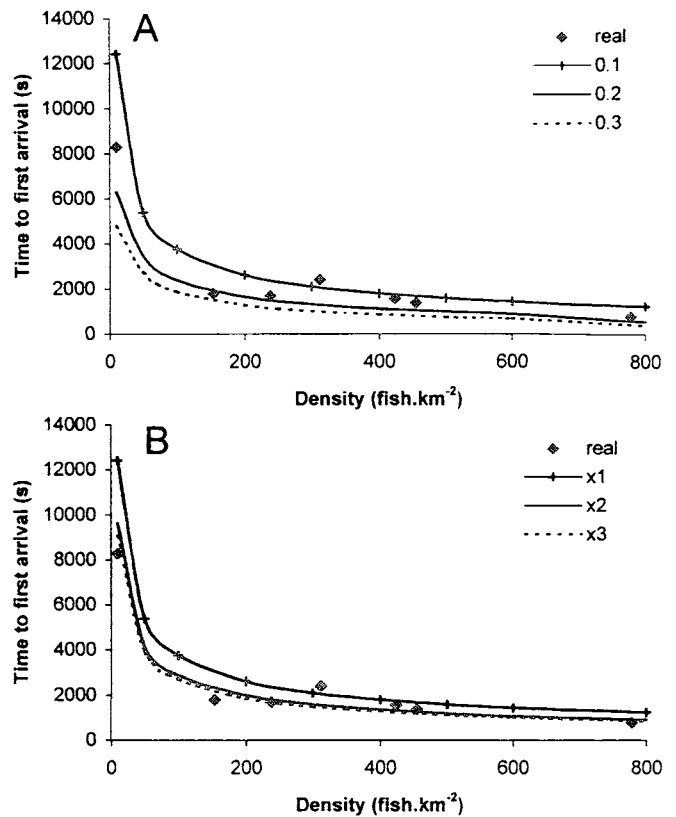 A
14000
12000
10000
8000
6000
4000
2000
0
Time to first arrival (s)
real
0.1
0.2
0.3
0 200 400 600 800
Density (fish.km-2)
B
14000
12000
10000
8000
6000
4000
2000
0
Time to first arrival (s)
real
x1
x2
x3
0 200 400 600 800
Density (fish.km-2)